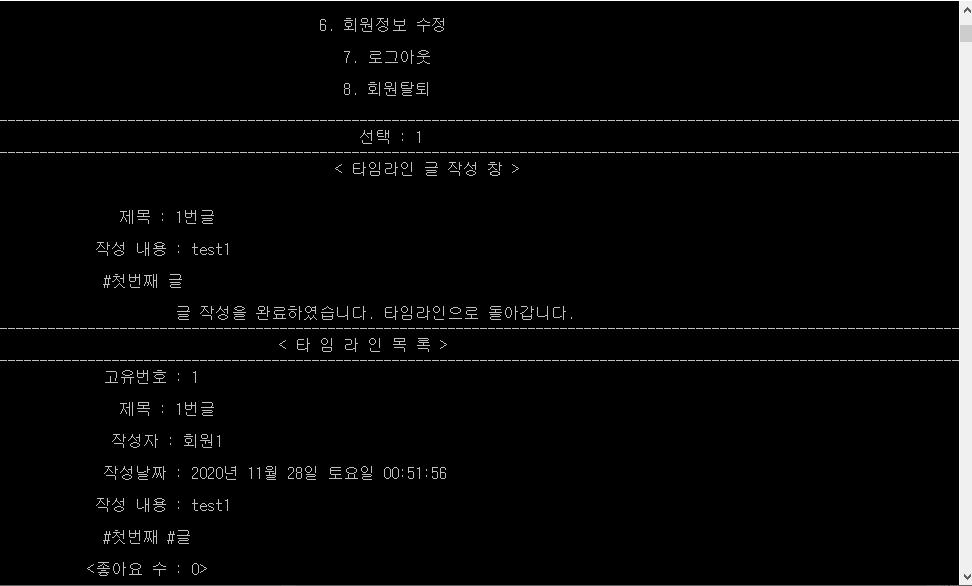 6. 회원정보 수정
7. 로그아웃
8. 회원탈퇴
선택 : 1
< 타임라인 글 작성 창 >
제목 : 1번글
작성 내용 : test1
#첫번째 글
글 작성을 완료하였습니다. 타임라인으로 돌아갑니다.
< 타 임 라 인 목 록 >
고유번호 : 1
제목 : 1번글
작성자 : 회원1
작성날짜 : 2020년 11월 28일 토요일 00:51:56
작성 내용 : test1
#첫번째 #글
<좋아요 수 : 0>